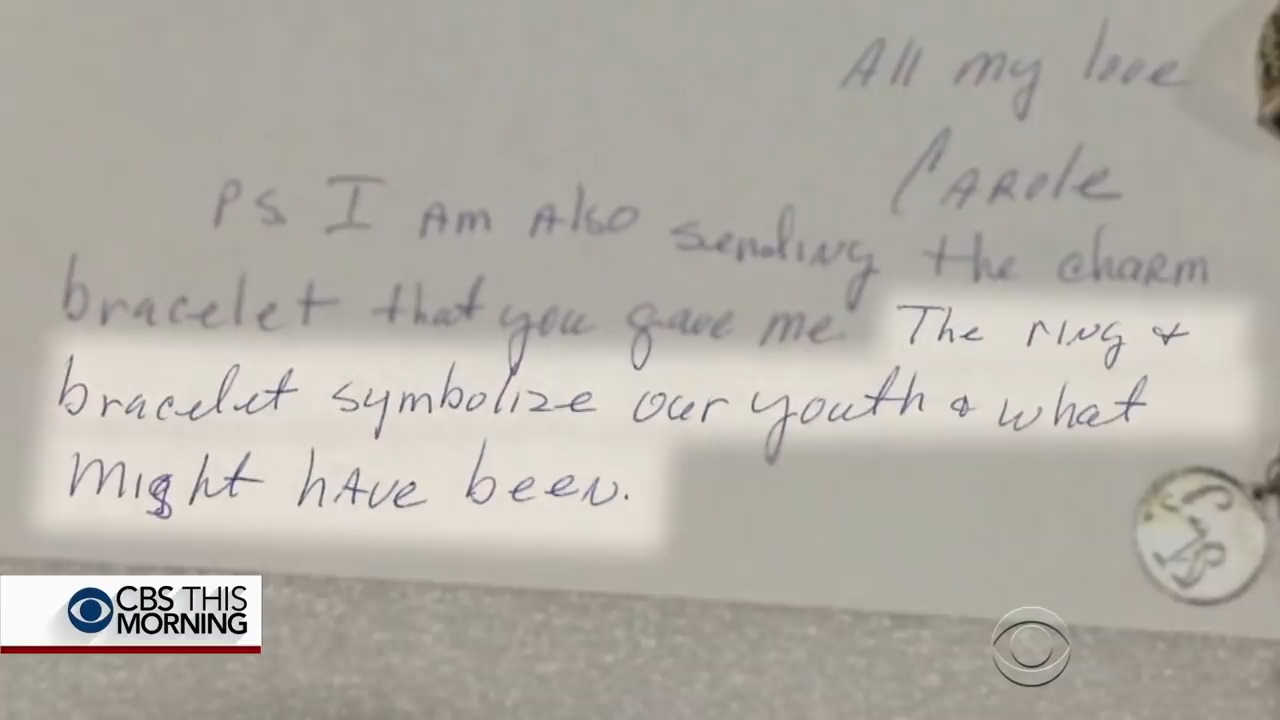 All my love
Carole
PS. I am also sending the charm
bracelet that you gave me. The ring &
bracelet symbolize our youth & what
might have been.
CBS THIS
MORNING